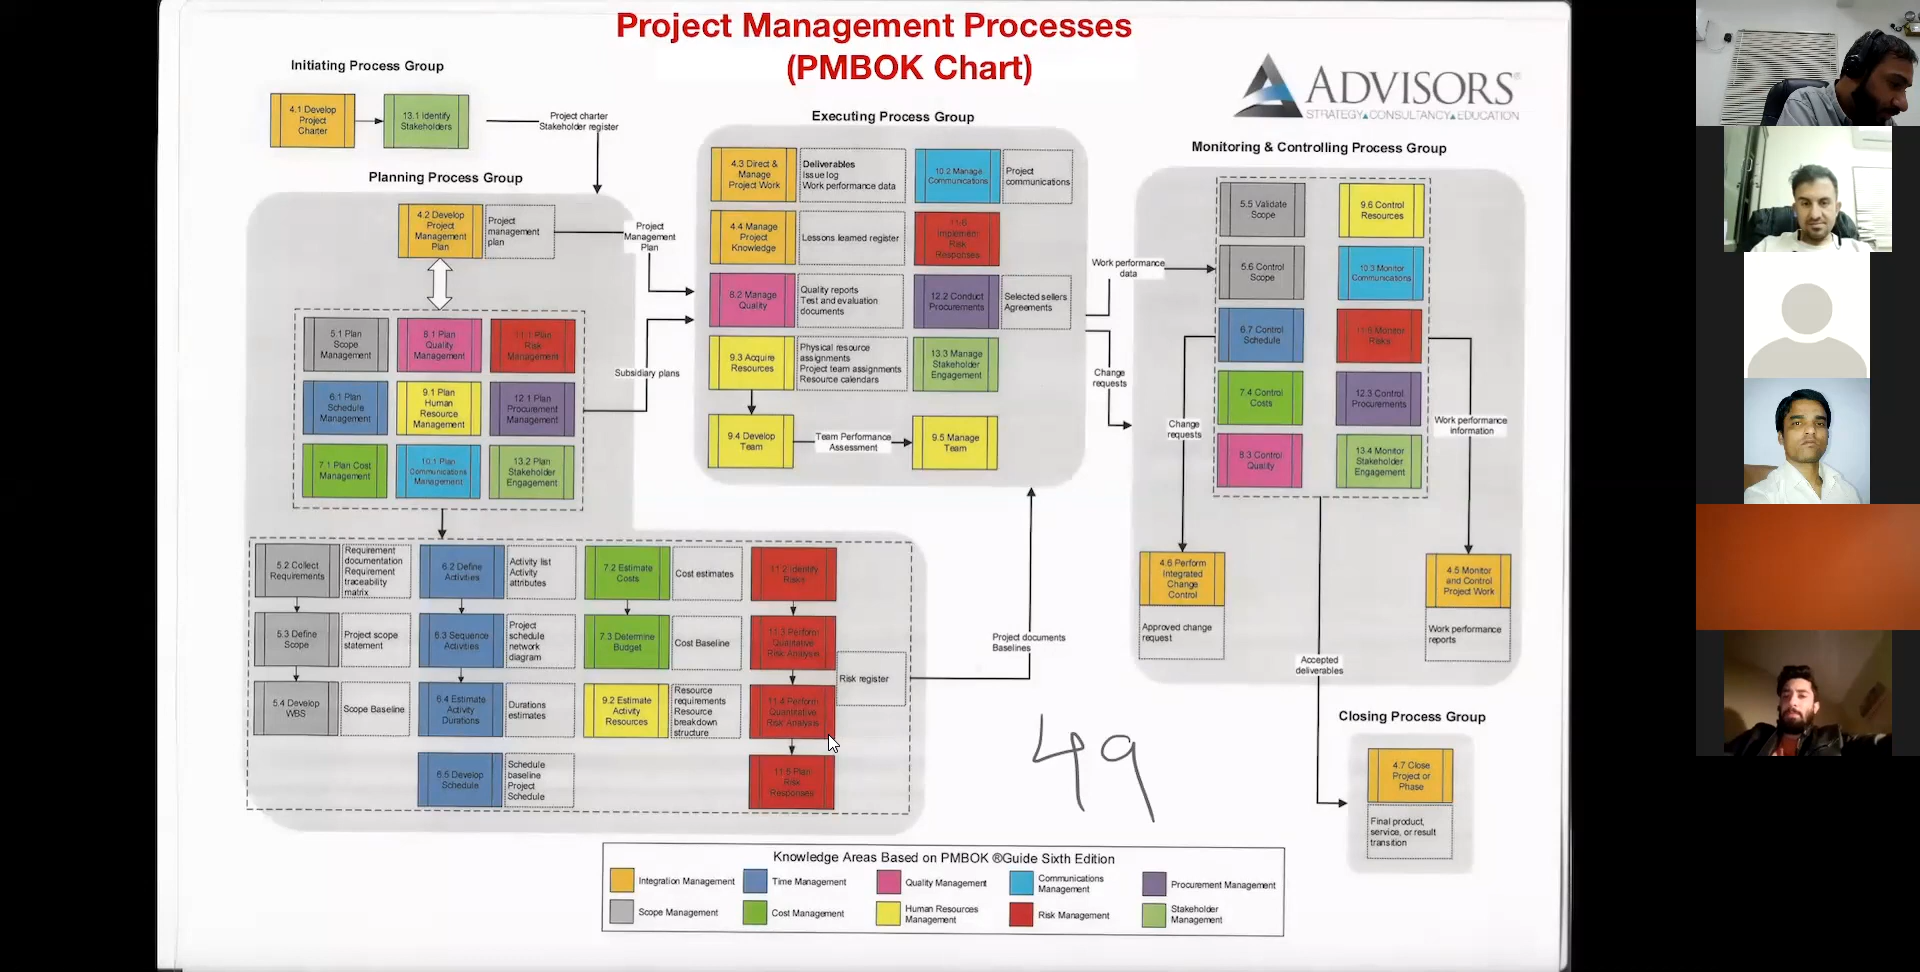 Project Management Processes
(PMBOK Chart)
ADVISORS®
STRATEGY▲CONSULTANCY▲EDUCATION
Initiating Process Group
4.1 Develop
Project
Charter
13.1 Identify
Stakeholders
Project charter
Stakeholder register
Planning Process Group
4.2 Develop
Project
Management
Plan
Project
management
plan
Project
Management
Plan
5.1 Plan
Scope
Management
8.1 Plan
Quality
Management
11.1 Plan
Risk
Management
6.1 Plan
Schedule
Management
9.1 Plan
Human
Resource
Management
12.1 Plan
Procurement
Management
7.1 Plan Cost
Management
10.1 Plan
Communications
Management
13.2 Plan
Stakeholder
Engagement
Subsidiary plans
5.2 Collect
Requirements
Requirement
documentation
Requirement
traceability
matrix
6.2 Define
Activities
Activity list
Activity
attributes
7.2 Estimate
Costs
Cost estimates
11.2 Identify
Risks
5.3 Define
Scope
Project scope
statement
6.3 Sequence
Activities
Project
schedule
network
diagram
7.3 Determine
Budget
Cost Baseline
11.3 Perform
Qualitative
Risk Analysis
5.4 Develop
WBS
Scope Baseline
6.4 Estimate
Activity
Durations
Durations
estimates
9.2 Estimate
Activity
Resources
Resource
requirements
Resource
breakdown
structure
11.4 Perform
Quantitative
Risk Analysis
Risk register
6.5 Develop
Schedule
Schedule
baseline
Project
Schedule
11.5 Plan
Risk
Responses
Executing Process Group
4.3 Direct &
Manage
Project Work
Deliverables
Issue log
Work performance data
10.2 Manage
Communications
Project
communications
4.4 Manage
Project
Knowledge
Lessons learned register
11.6
Implement
Risk
Responses
8.2 Manage
Quality
Quality reports
Test and evaluation
documents
12.2 Conduct
Procurements
Selected sellers
Agreements
9.3 Acquire
Resources
Physical resource
assignments
Project team assignments
Resource calendars
13.3 Manage
Stakeholder
Engagement
9.4 Develop
Team
Team Performance
Assessment
9.5 Manage
Team
Project documents
Baselines
Work performance
data
Change
requests
Monitoring & Controlling Process Group
5.5 Validate
Scope
9.6 Control
Resources
5.6 Control
Scope
10.3 Monitor
Communications
6.7 Control
Schedule
11.6 Monitor
Risks
7.4 Control
Costs
12.3 Control
Procurements
8.3 Control
Quality
13.4 Monitor
Stakeholder
Engagement
Change
requests
Work performance
information
4.6 Perform
Integrated
Change
Control
Approved change
request
4.5 Monitor
and Control
Project Work
Work performance
reports
Accepted
deliverables
Closing Process Group
4.7 Close
Project or
Phase
Final product,
service, or result
transition
49
Knowledge Areas Based on PMBOK ®Guide Sixth Edition
Integration Management
Time Management
Quality Management
Communications
Management
Procurement Management
Scope Management
Cost Management
Human Resources
Management
Risk Management
Stakeholder
Management